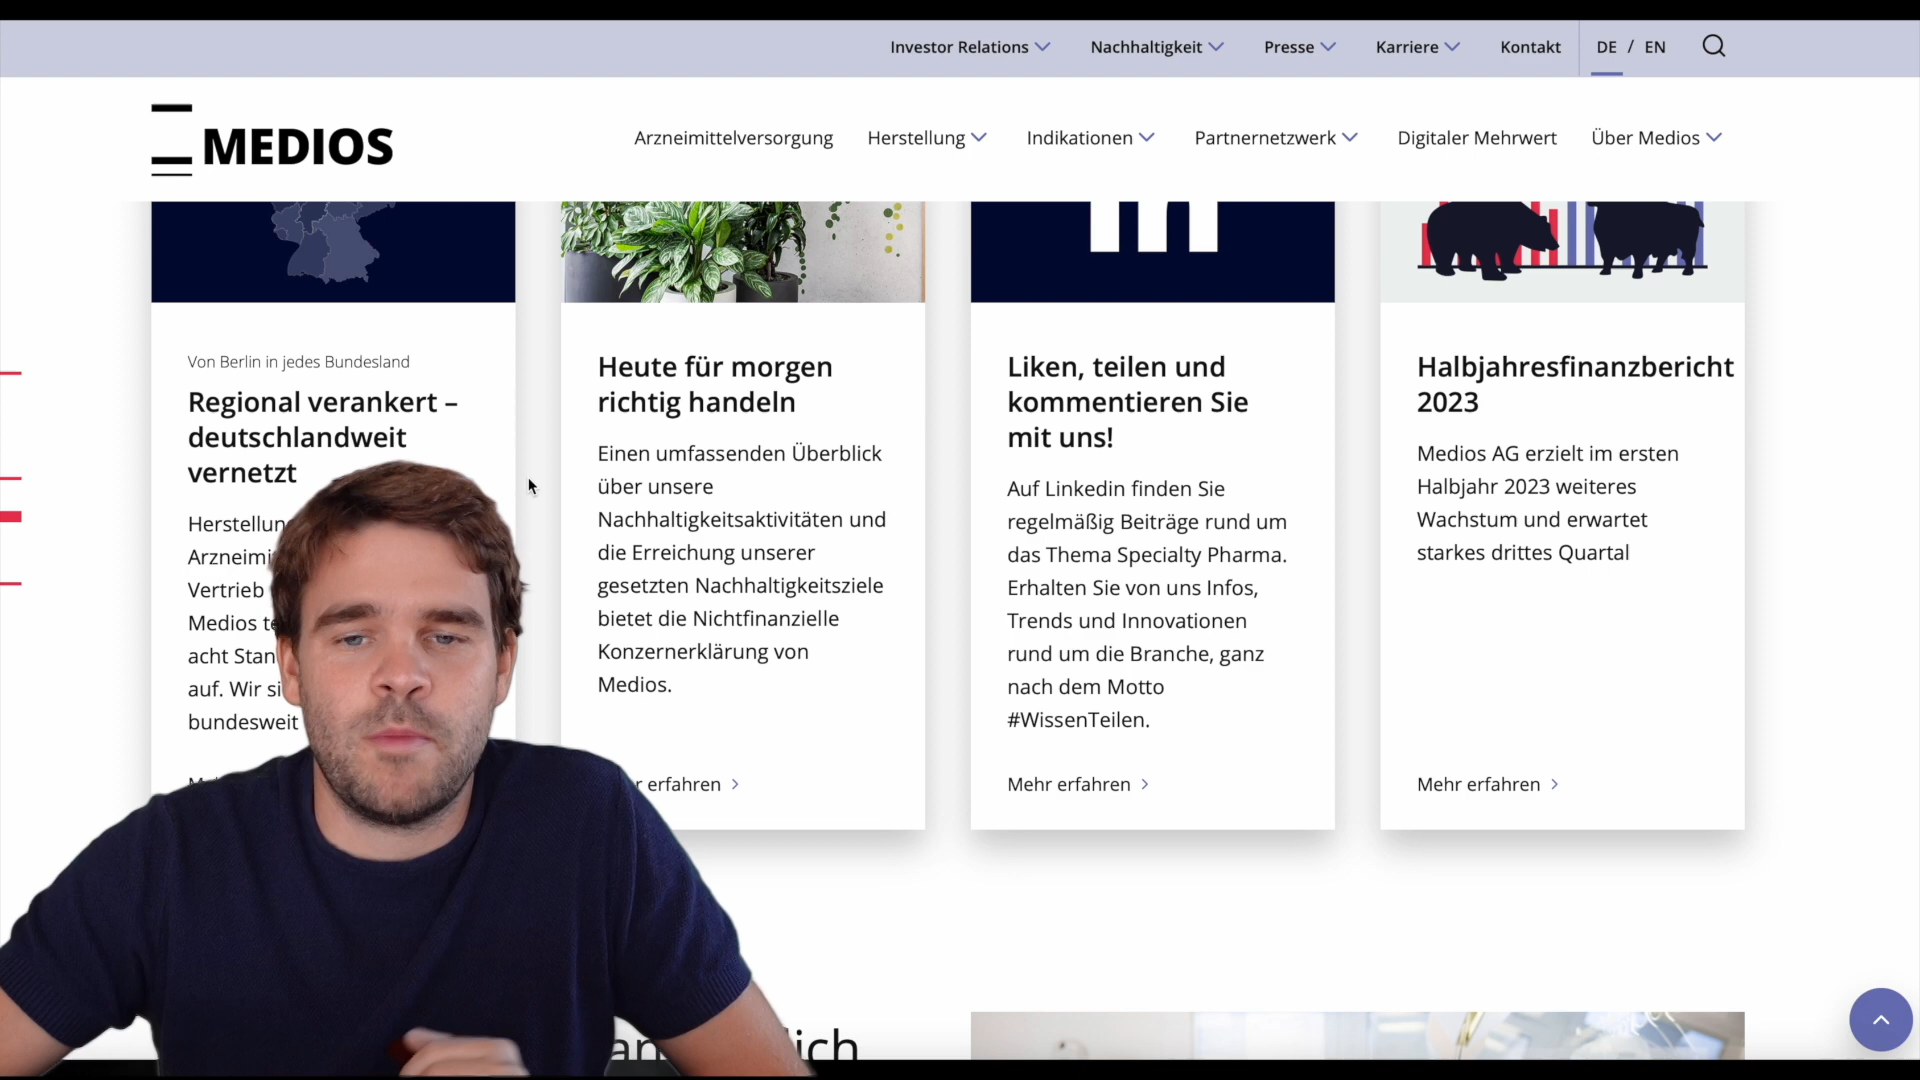 Investor Relations Nachhaltigkeit Presse Karriere Kontakt DE / EN
MEDIOS
Arzneimittelversorgung Herstellung Indikationen Partnernetzwerk Digitaler Mehrwert Über Medios
Von Berlin in jedes Bundesland
Regional verankert –
deutschlandweit
vernetzt
Vertrieb
Medios
acht
auf. Wir
bundesweit
Heute für morgen
richtig handeln
Einen umfassenden Überblick
über unsere
Nachhaltigkeitsaktivitäten und
die Erreichung unserer
gesetzten Nachhaltigkeitsziele
bietet die Nichtfinanzielle
Konzernerklärung von
Medios.
erfahren
Liken, teilen und
kommentieren Sie
mit uns!
Auf Linkedin finden Sie
regelmäßig Beiträge rund um
das Thema Specialty Pharma.
Erhalten Sie von uns Infos,
Trends und Innovationen
rund um die Branche, ganz
nach dem Motto
#WissenTeilen.
Mehr erfahren
Halbjahresfinanzbericht
2023
Medios AG erzielt im ersten
Halbjahr 2023 weiteres
Wachstum und erwartet
starkes drittes Quartal
Mehr erfahren